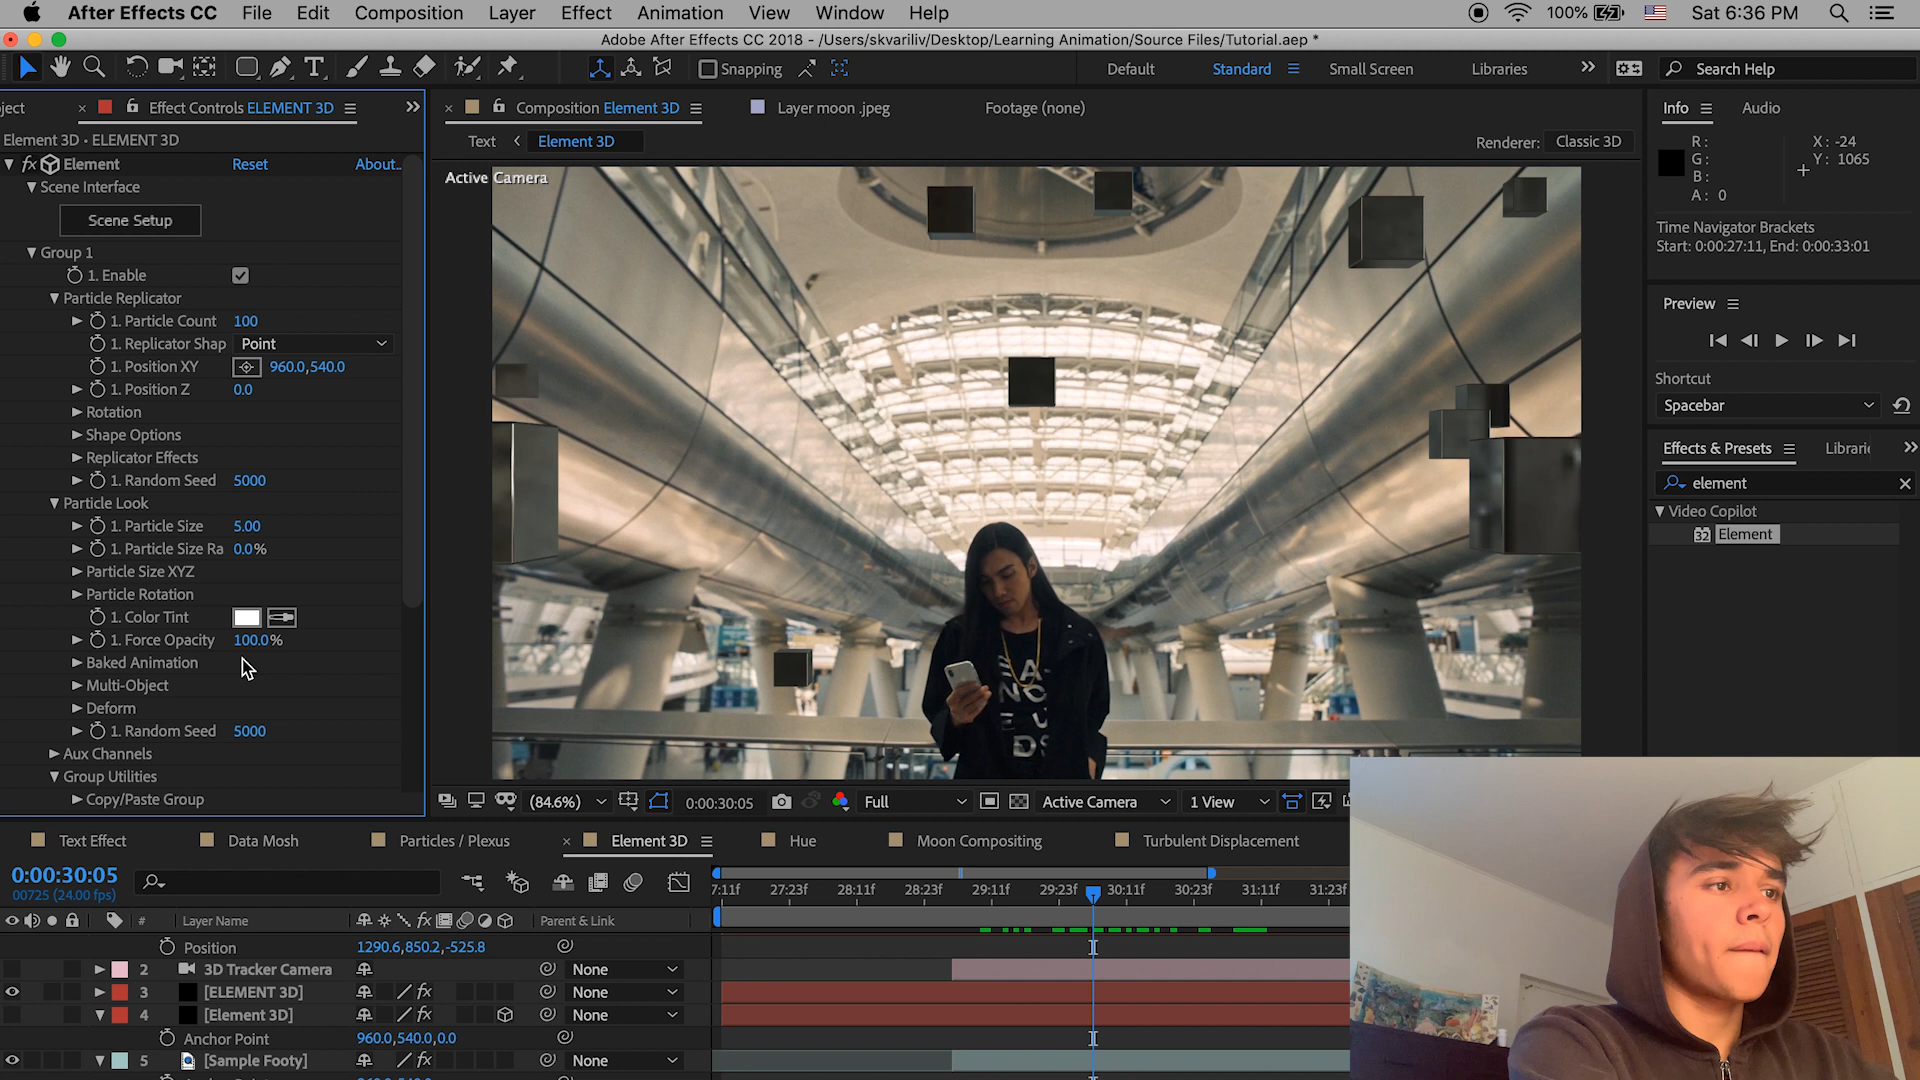 After Effects CC File Edit Composition Layer Effect Animation View Window Help 100% Sat 6:36 PM
Adobe After Effects CC 2018 - /Users/skvariliv/Desktop/Learning Animation/Source Files/Tutorial.aep *
Snapping Default Standard Small Screen Libraries Search Help
ject Effect Controls ELEMENT 3D Composition Element 3D Layer moon .jpeg Footage (none) Info Audio
Element 3D • ELEMENT 3D Text Element 3D Renderer: Classic 3D
R: X: -24
G: Y: 1065
B:
A: 0
Element Reset About..
Active Camera
Scene Interface
Scene Setup
Time Navigator Brackets
Start: 0:00:27:11, End: 0:00:33:01
Group 1
1. Enable
Particle Replicator
Preview
1. Particle Count 100
1. Replicator Shap Point
1. Position XY 960.0,540.0
1. Position Z 0.0
Shortcut
Spacebar
Rotation
Shape Options
Replicator Effects
Effects & Presets Librari
1. Random Seed 5000
element
Particle Look
Video Copilot
32 Element
1. Particle Size 5.00
1. Particle Size Ra 0.0%
Particle Size XYZ
Particle Rotation
1. Color Tint
1. Force Opacity 100.0%
Baked Animation
Multi-Object
Deform
1. Random Seed 5000
Aux Channels
Group Utilities
Copy/Paste Group
(84.6%) 0:00:30:05 Full Active Camera 1 View
Text Effect Data Mosh Particles / Plexus Element 3D Hue Moon Compositing Turbulent Displacement
0:00:30:05
00725 (24.00 fps)
7:11f 27:23f 28:11f 28:23f 29:11f 29:23f 30:11f 30:23f 31:11f 31:23f
# Layer Name fx Parent & Link
Position 1290.6,850.2,-525.8
2 3D Tracker Camera None
3 [ELEMENT 3D] fx None
4 [Element 3D] fx None
Anchor Point 960.0,540.0,0.0
5 [Sample Footy] fx None